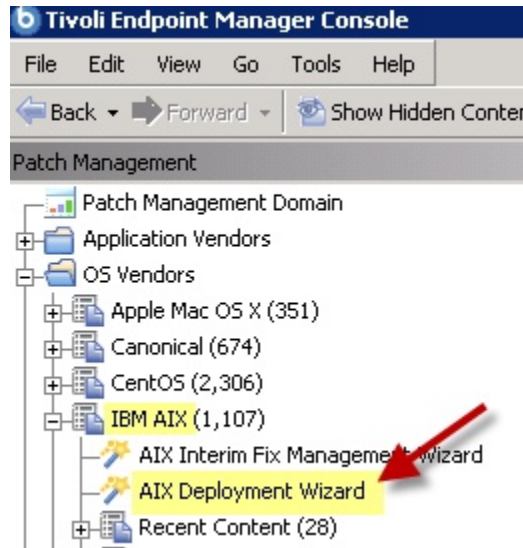 Tivoli Endpoint Manager Console
File Edit View Go Tools Help
Back Forward Show Hidden Conter
Patch Management
Patch Management Domain
Application Vendors
OS Vendors
Apple Mac OS X (351)
Canonical (674)
CentOS (2,306)
IBM AIX (1,107)
AIX Interim Fix Management Wizard
AIX Deployment Wizard
Recent Content (28)